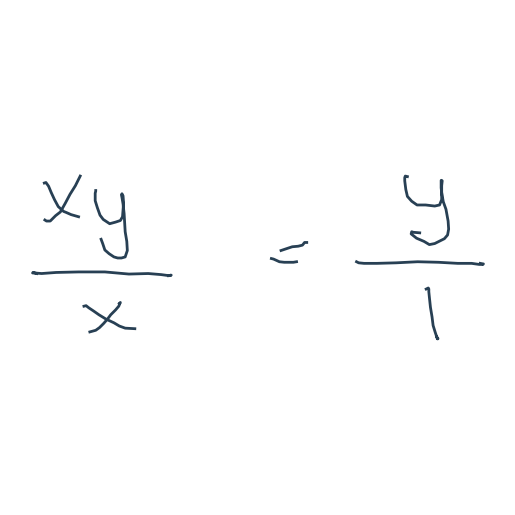 xy/x = y/1